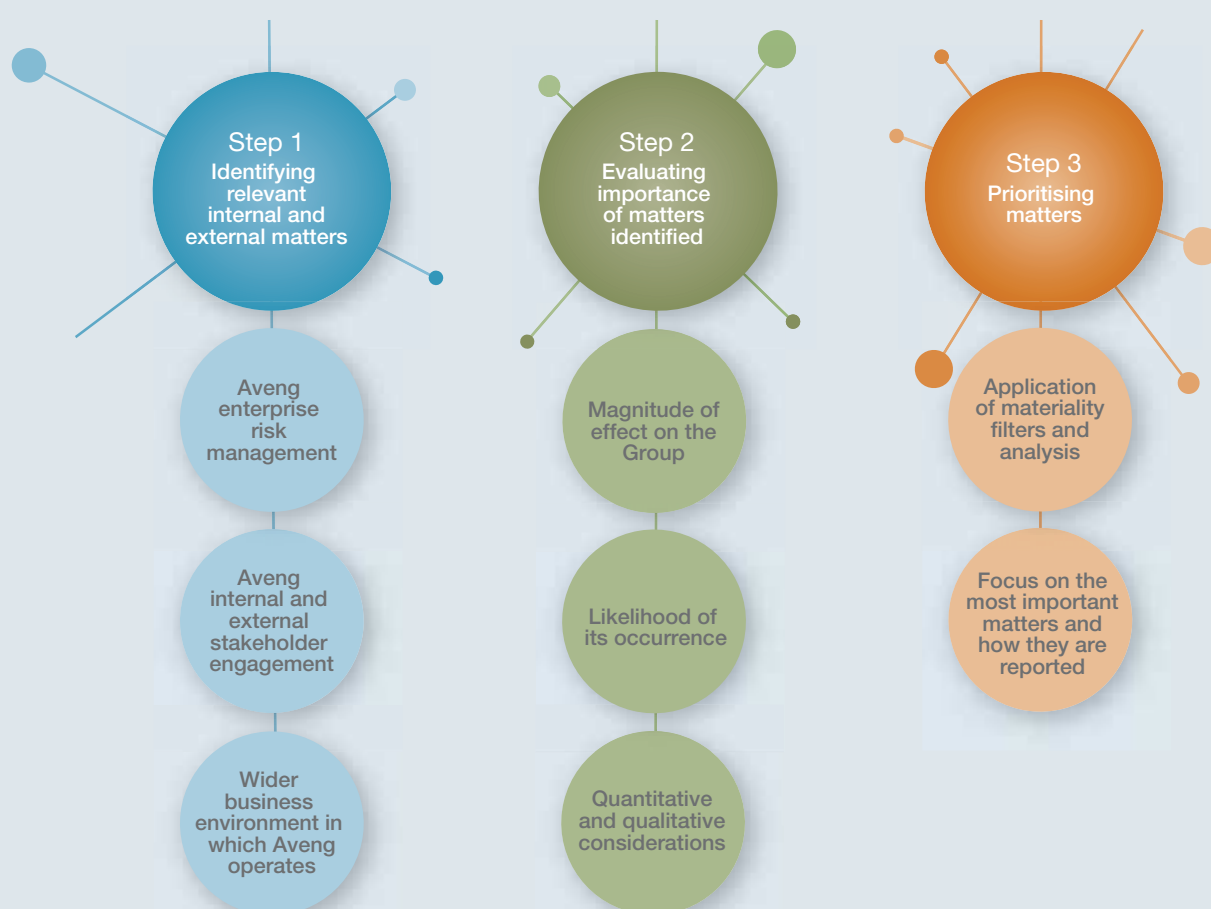 Step 1
Identifying
relevant
internal and
external matters
Aveng
enterprise
risk
management
Aveng
internal and
external
stakeholder
engagement
Wider
business
environment in
which Aveng
operates
Step 2
Evaluating
importance
of matters
identified
Magnitude of
effect on the
Group
Likelihood of
its occurrence
Quantitative
and qualitative
considerations
Step 3
Prioritising
matters
Application
of materiality
filters and
analysis
Focus on the
most important
matters and
how they are
reported